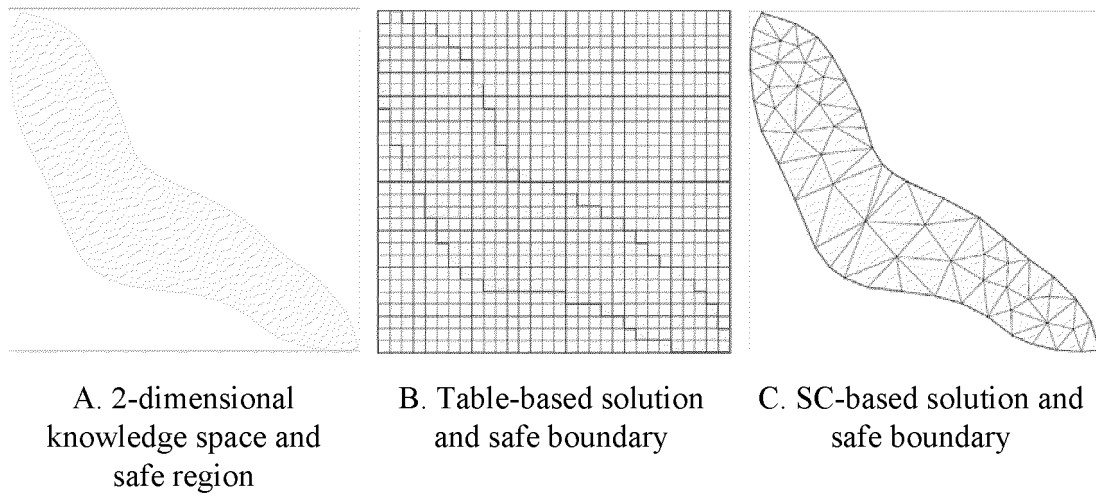 A. 2-dimensional
knowledge space and
safe region
B. Table-based solution
and safe boundary
C. SC-based solution and
safe boundary